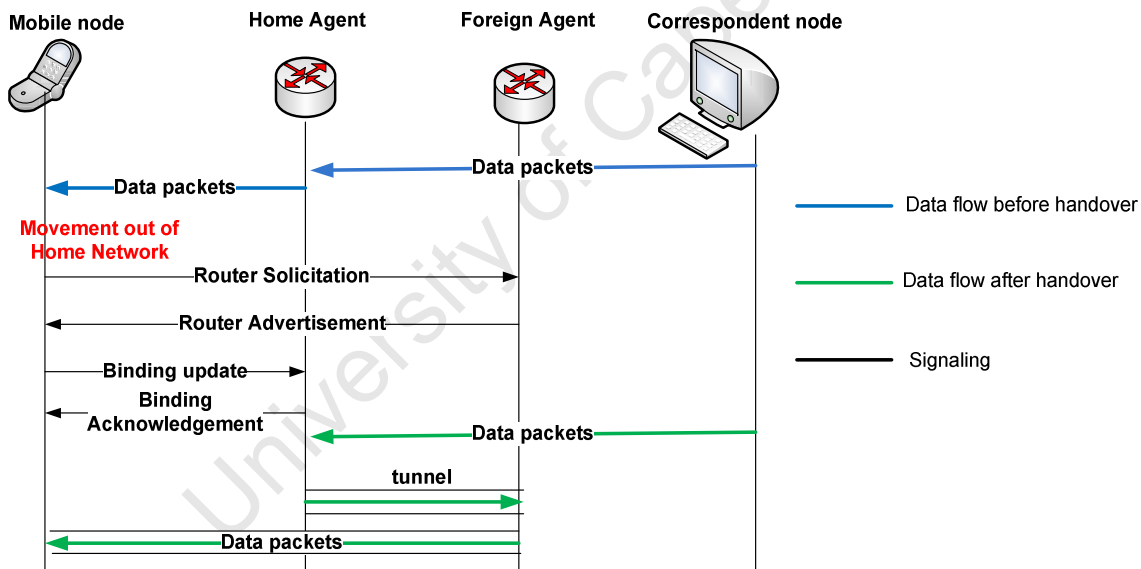 Mobile node
Home Agent
Foreign Agent
Correspondent node
Data packets
Data packets
Movement out of
Home Network
Router Solicitation
Router Advertisement
Binding update
Binding
Acknowledgement
Data packets
tunnel
Data packets
Data flow before handover
Data flow after handover
Signaling
University of Cape